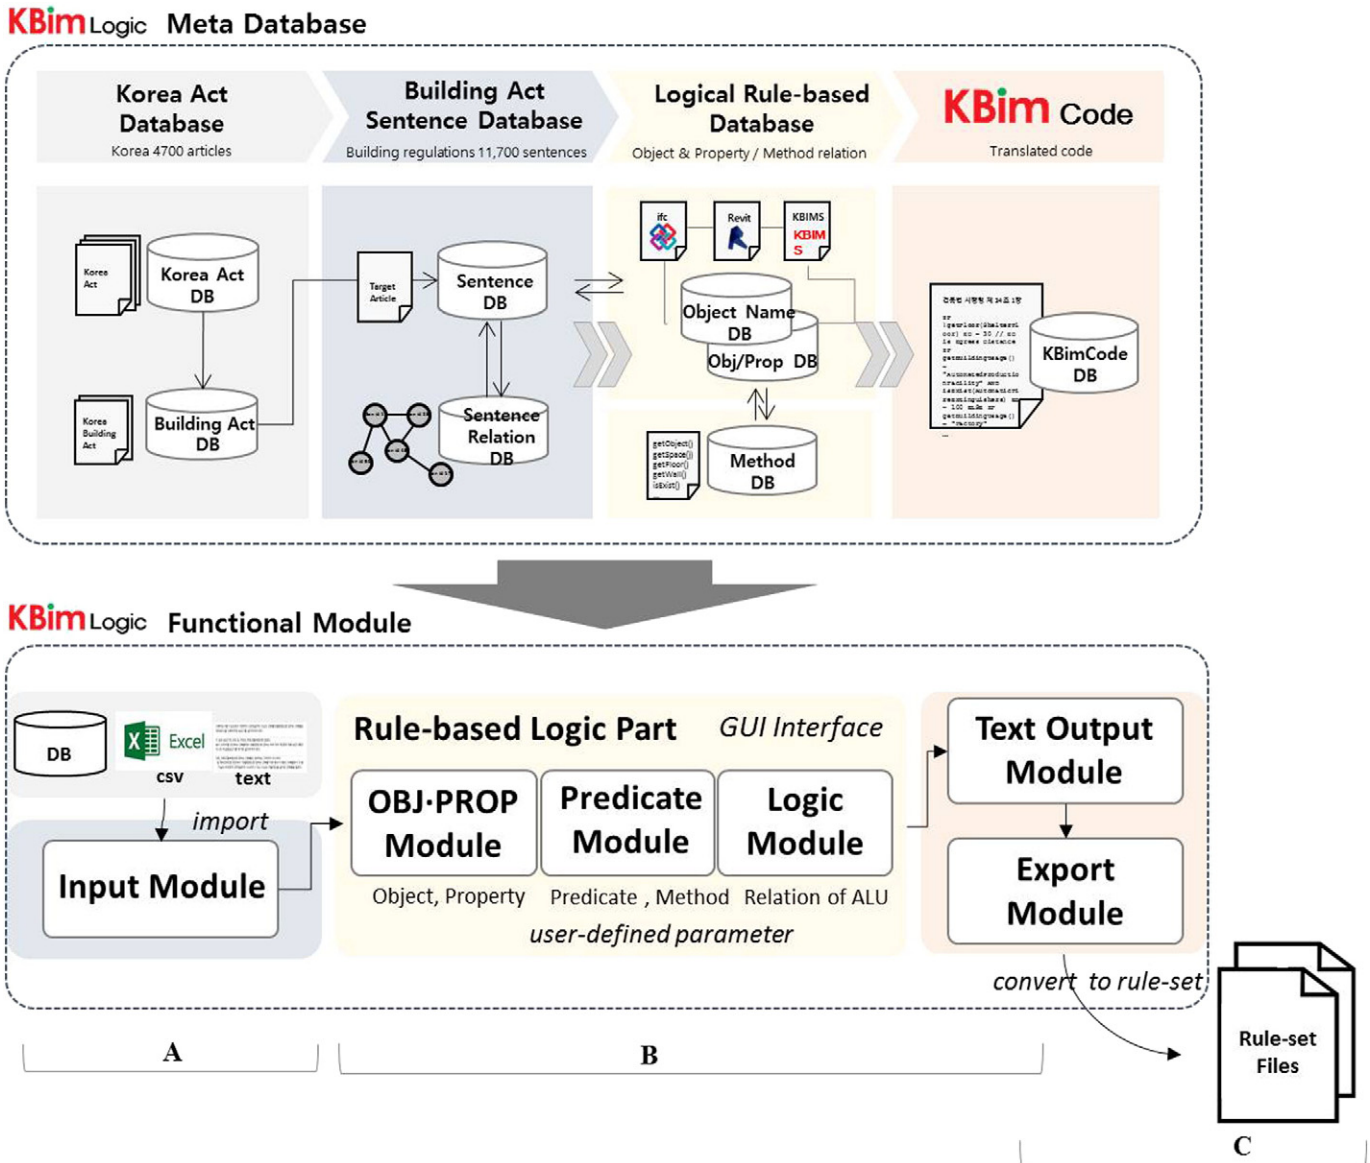 KBim Logic Meta Database
Korea Act
Database
Korea 4700 articles
Building Act
Sentence Database
Building regulations 11,700 sentences
Logical Rule-based
Database
Object & Property / Method relation
KBim Code
Translated code
Korea
Act
Korea Act
DB
Korea
Building
Act
Building Act
DB
Target
Article
Sentence
DB
Sentence
Relation
DB
ifc
Revit
KBIMS
KBIM
S
Object Name
DB
Obj/Prop DB
getObject()
getSpace()
getFloor()
getWall()
isExist()
...
Method
DB
KBimCode
DB
KBim Logic Functional Module
DB
Excel
csv
text
import
Input Module
Rule-based Logic Part
GUI Interface
OBJ·PROP
Module
Predicate
Module
Logic
Module
Object, Property
Predicate , Method
Relation of ALU
user-defined parameter
Text Output
Module
Export
Module
convert to rule-set
Rule-set
Files
A
B
C